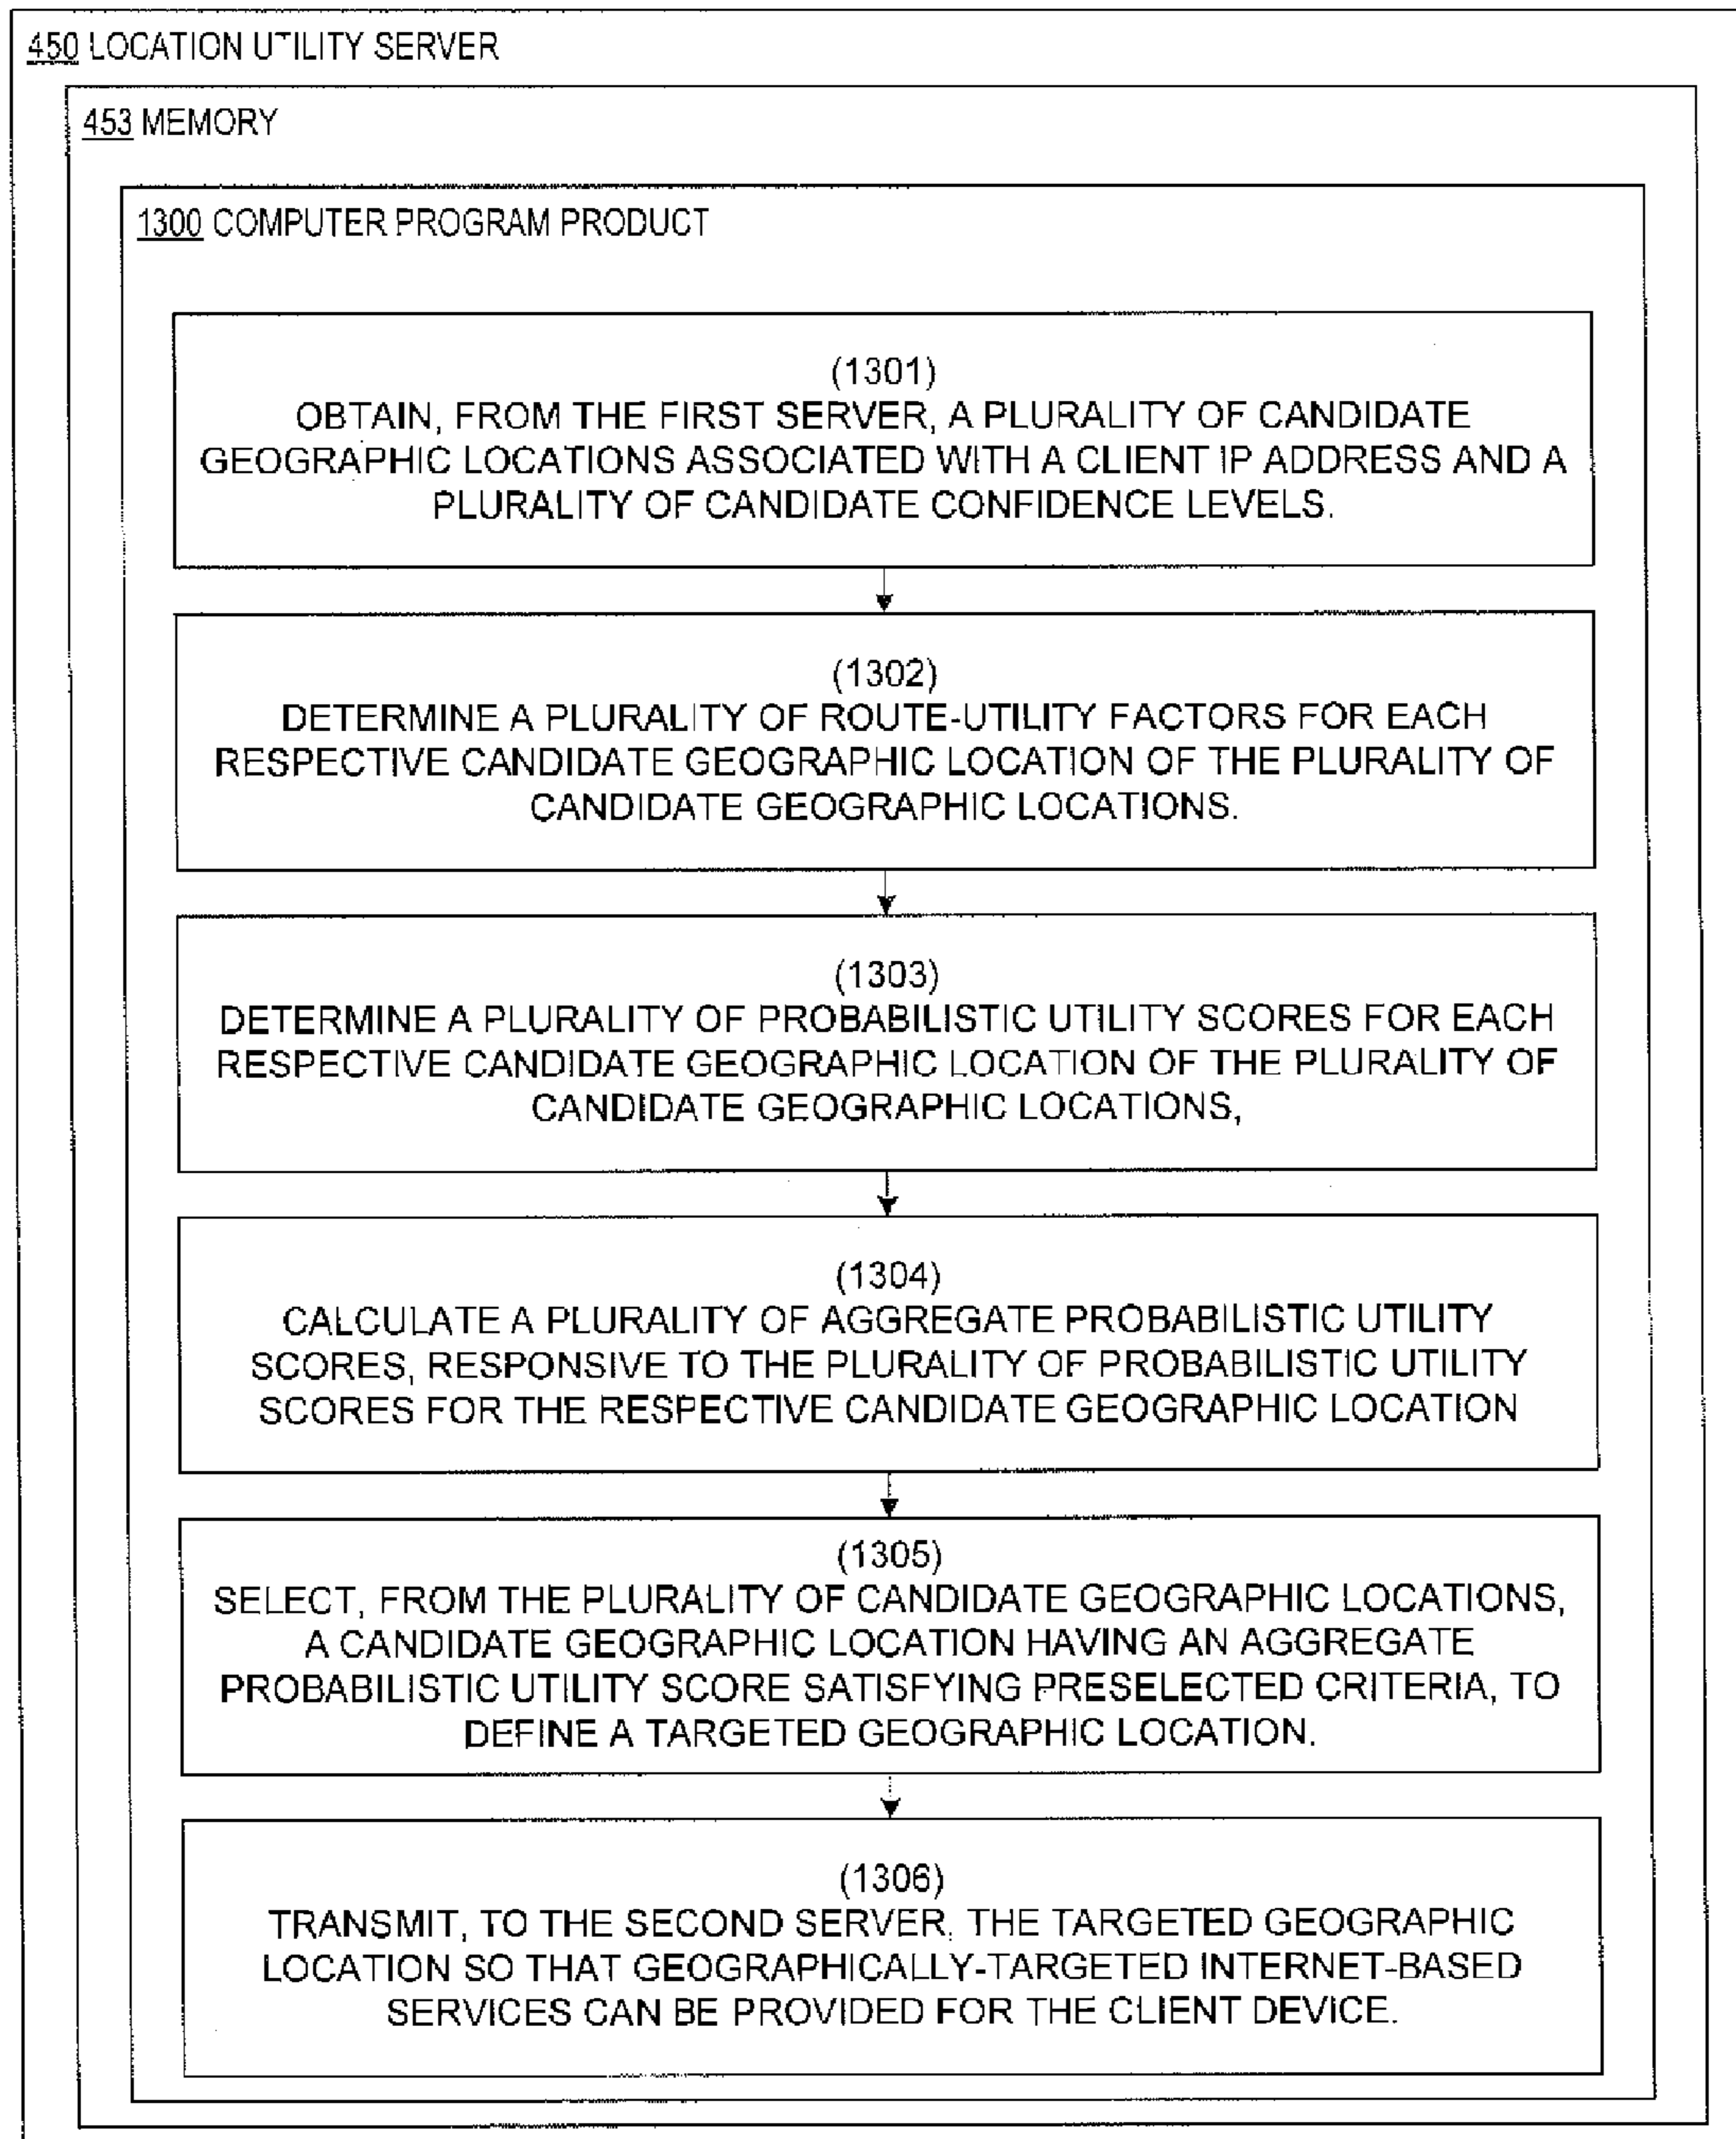 450 LOCATION UTILITY SERVER
453 MEMORY
1300 COMPUTER PROGRAM PRODUCT
(1301)
OBTAIN, FROM THE FIRST SERVER, A PLURALITY OF CANDIDATE
GEOGRAPHIC LOCATIONS ASSOCIATED WITH A CLIENT IP ADDRESS AND A
PLURALITY OF CANDIDATE CONFIDENCE LEVELS.
(1302)
DETERMINE A PLURALITY OF ROUTE-UTILITY FACTORS FOR EACH
RESPECTIVE CANDIDATE GEOGRAPHIC LOCATION OF THE PLURALITY OF
CANDIDATE GEOGRAPHIC LOCATIONS.
(1303)
DETERMINE A PLURALITY OF PROBABILISTIC UTILITY SCORES FOR EACH
RESPECTIVE CANDIDATE GEOGRAPHIC LOCATION OF THE PLURALITY OF
CANDIDATE GEOGRAPHIC LOCATIONS,
(1304)
CALCULATE A PLURALITY OF AGGREGATE PROBABILISTIC UTILITY
SCORES, RESPONSIVE TO THE PLURALITY OF PROBABILISTIC UTILITY
SCORES FOR THE RESPECTIVE CANDIDATE GEOGRAPHIC LOCATION
(1305)
SELECT, FROM THE PLURALITY OF CANDIDATE GEOGRAPHIC LOCATIONS,
A CANDIDATE GEOGRAPHIC LOCATION HAVING AN AGGREGATE
PROBABILISTIC UTILITY SCORE SATISFYING PRESELECTED CRITERIA, TO
DEFINE A TARGETED GEOGRAPHIC LOCATION.
(1306)
TRANSMIT, TO THE SECOND SERVER, THE TARGETED GEOGRAPHIC
LOCATION SO THAT GEOGRAPHICALLY-TARGETED INTERNET-BASED
SERVICES CAN BE PROVIDED FOR THE CLIENT DEVICE.